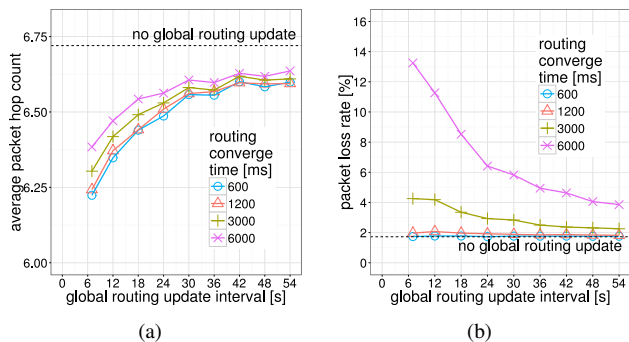 no global routing update
6.75
6.50
6.25
6.00
average packet hop count
routing
converge
time [ms]
600
1200
3000
6000
0 6 12 18 24 30 36 42 48 54
global routing update interval [s]
(a)
16
14
12
10
8
6
4
2
0
packet loss rate [%]
routing
converge
time [ms]
600
1200
3000
6000
no global routing update
0 6 12 18 24 30 36 42 48 54
global routing update interval [s]
(b)